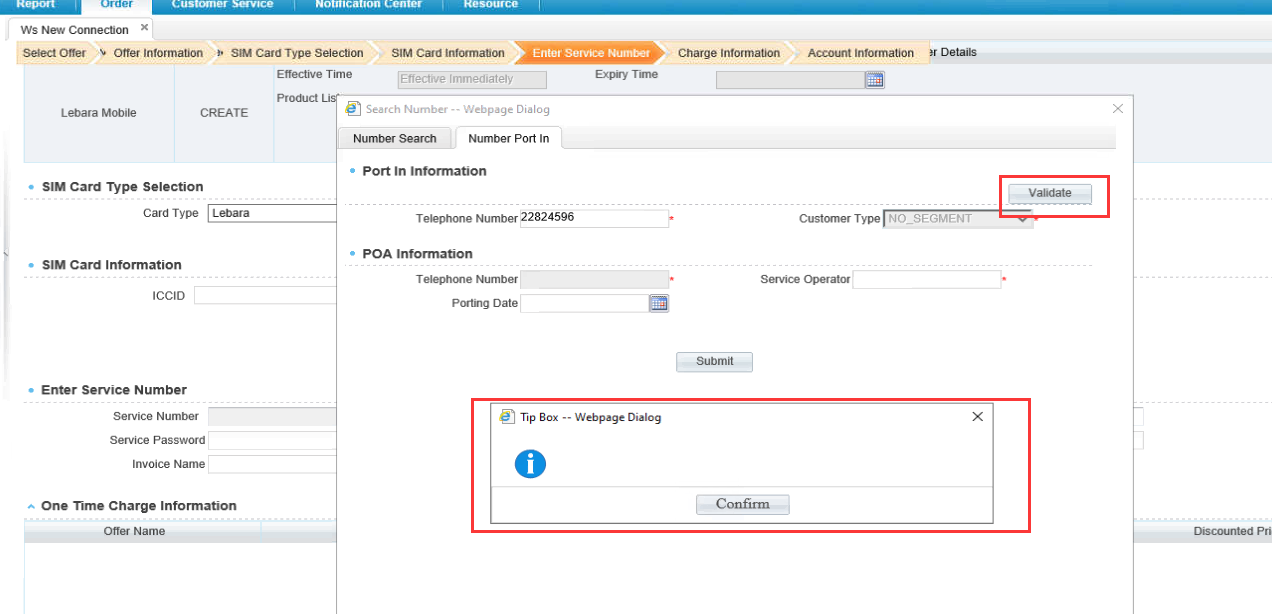 Report Order Customer Service Notification Center Resource
Ws New Connection
Select Offer Offer Information SIM Card Type Selection SIM Card Information Enter Service Number Charge Information Account Information er Details
Effective Time Effective Immediately Expiry Time
Product List
Lebara Mobile CREATE
Search Number -- Webpage Dialog
Number Search Number Port In
Port In Information
Validate
Telephone Number 22824596 * Customer Type NO_SEGMENT *
POA Information
Telephone Number * Service Operator *
Porting Date
Submit
Tip Box -- Webpage Dialog
Confirm
SIM Card Type Selection
Card Type Lebara
SIM Card Information
ICCID
Enter Service Number
Service Number
Service Password
Invoice Name
One Time Charge Information
Offer Name Discounted Pri